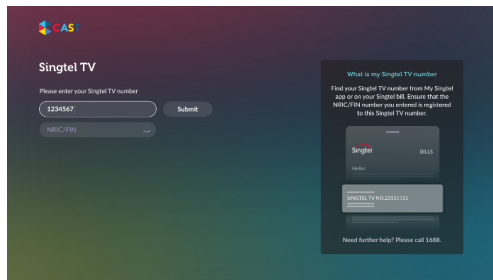 CAST
Singtel TV
Please enter your Singtel TV number
1234567
Submit
NRIC/FIN
What is my Singtel TV number
Find your Singtel TV number from My Singtel
app or on your Singtel bill. Ensure that the
NRIC/FIN number you entered is registered
to this Singtel TV number.
Singtel
BILLS
Hello!
SINGTEL TV NO.22511151
Need further help? Please call 1688.